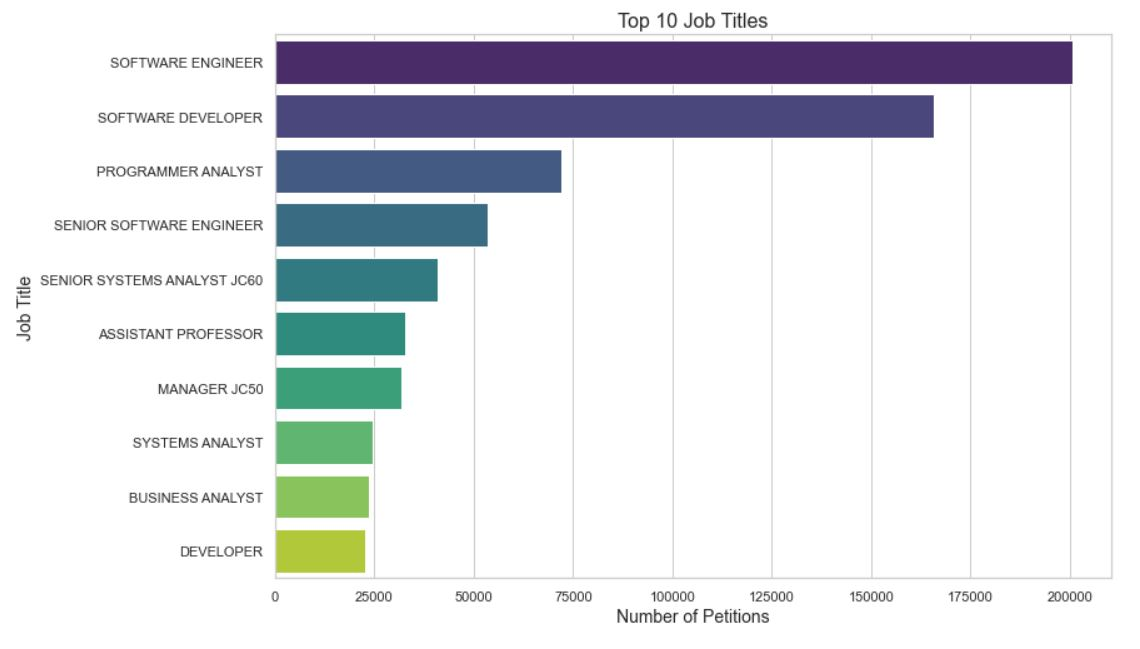 Top 10 Job Titles
SOFTWARE ENGINEER
SOFTWARE DEVELOPER
PROGRAMMER ANALYST
SENIOR SOFTWARE ENGINEER
SENIOR SYSTEMS ANALYST JC60
ASSISTANT PROFESSOR
MANAGER JC50
SYSTEMS ANALYST
BUSINESS ANALYST
DEVELOPER
Job Title
0 25000 50000 75000 100000 125000 150000 175000 200000
Number of Petitions